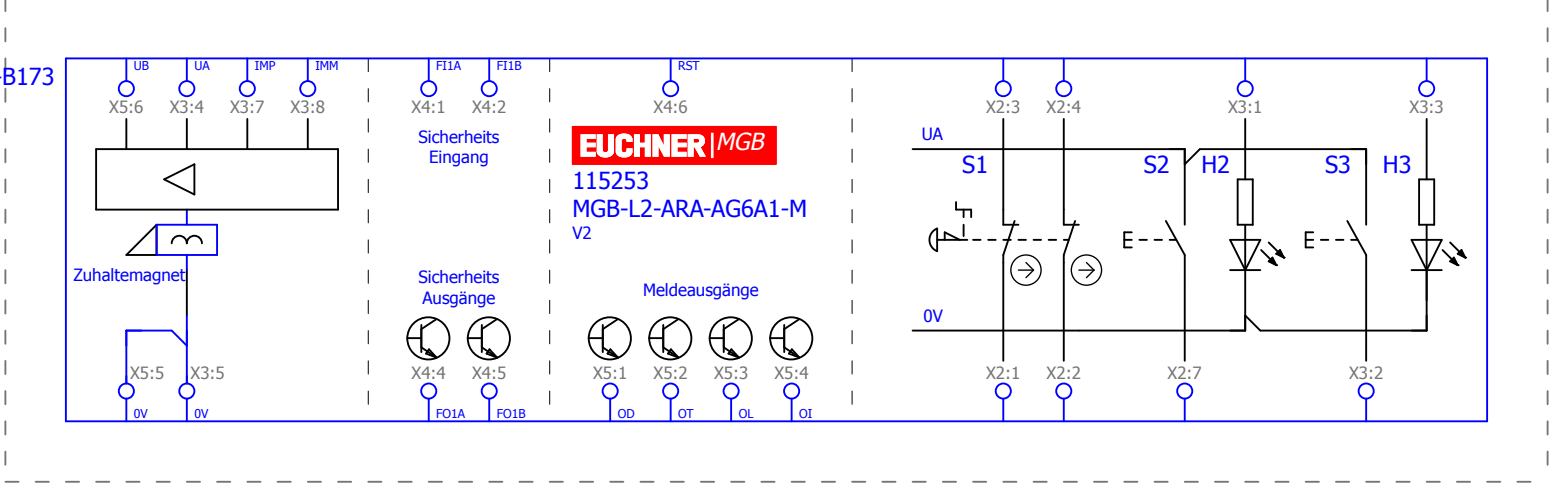 -B173
UB
UA
IMP
IMM
FI1A
FI1B
RST
X5:6
X3:4
X3:7
X3:8
X4:1
X4:2
X4:6
X2:3
X2:4
X3:1
X3:3
Sicherheits
Eingang
EUCHNER|MGB
115253
MGB-L2-ARA-AG6A1-M
V2
UA
S1
S2
H2
S3
H3
Zuhaltemagnet
Sicherheits
Ausgänge
Meldeausgänge
0V
X5:5
X3:5
X4:4
X4:5
X5:1
X5:2
X5:3
X5:4
X2:1
X2:2
X2:7
X3:2
0V
0V
FO1A
FO1B
OD
OT
OL
OI